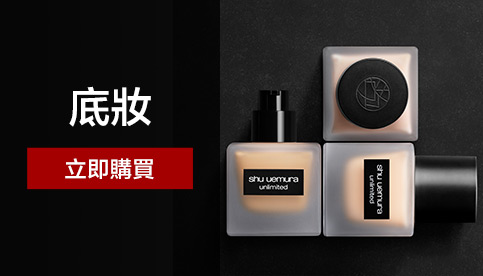 底妝
立即購買
shu uemura
unlimited
shu uemura
unlimited